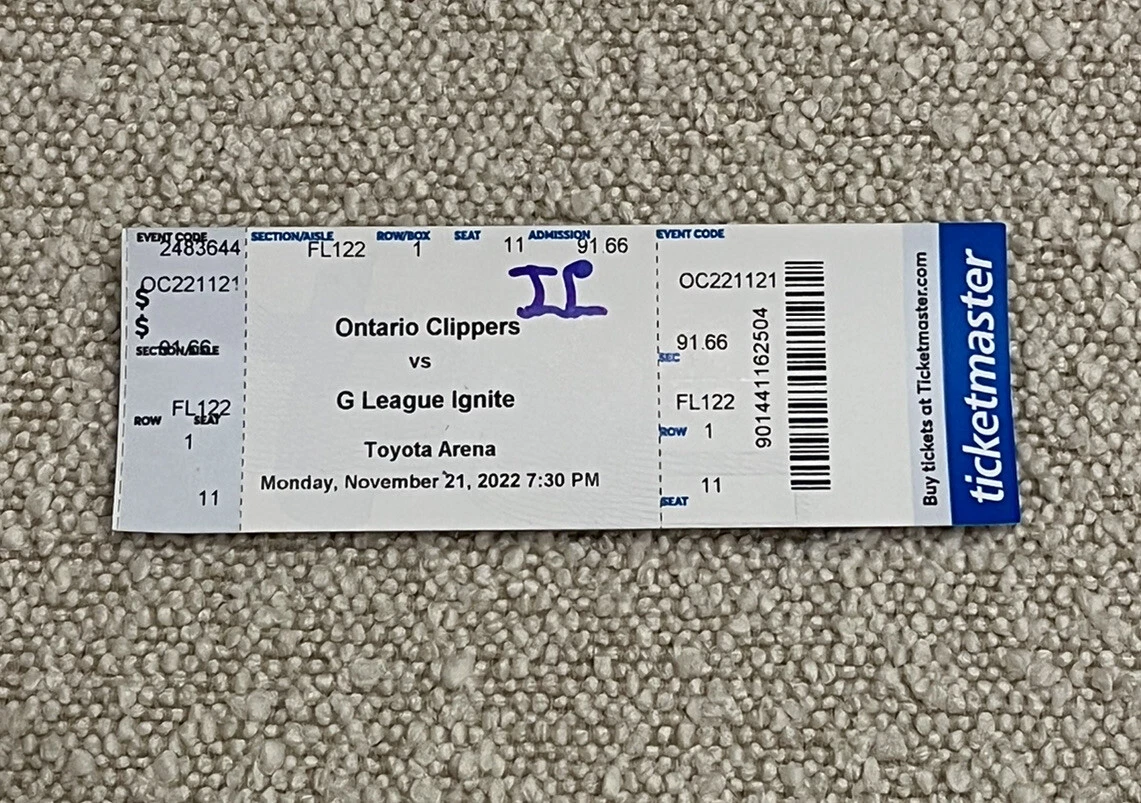 EVENT CODE
2483644
OC221121
$
$
91.66
SECTION/AISLE
FL122
ROW SEAT
1
11
SECTION/AISLE ROW/BOX SEAT ADMISSION
FL122 1 11 91.66
Ontario Clippers
vs
G League Ignite
Toyota Arena
Monday, November 21, 2022 7:30 PM
EVENT CODE
OC221121
91.66
SEC
FL122
ROW 1
11
SEAT
901441162504
Buy tickets at Ticketmaster.com
ticketmaster